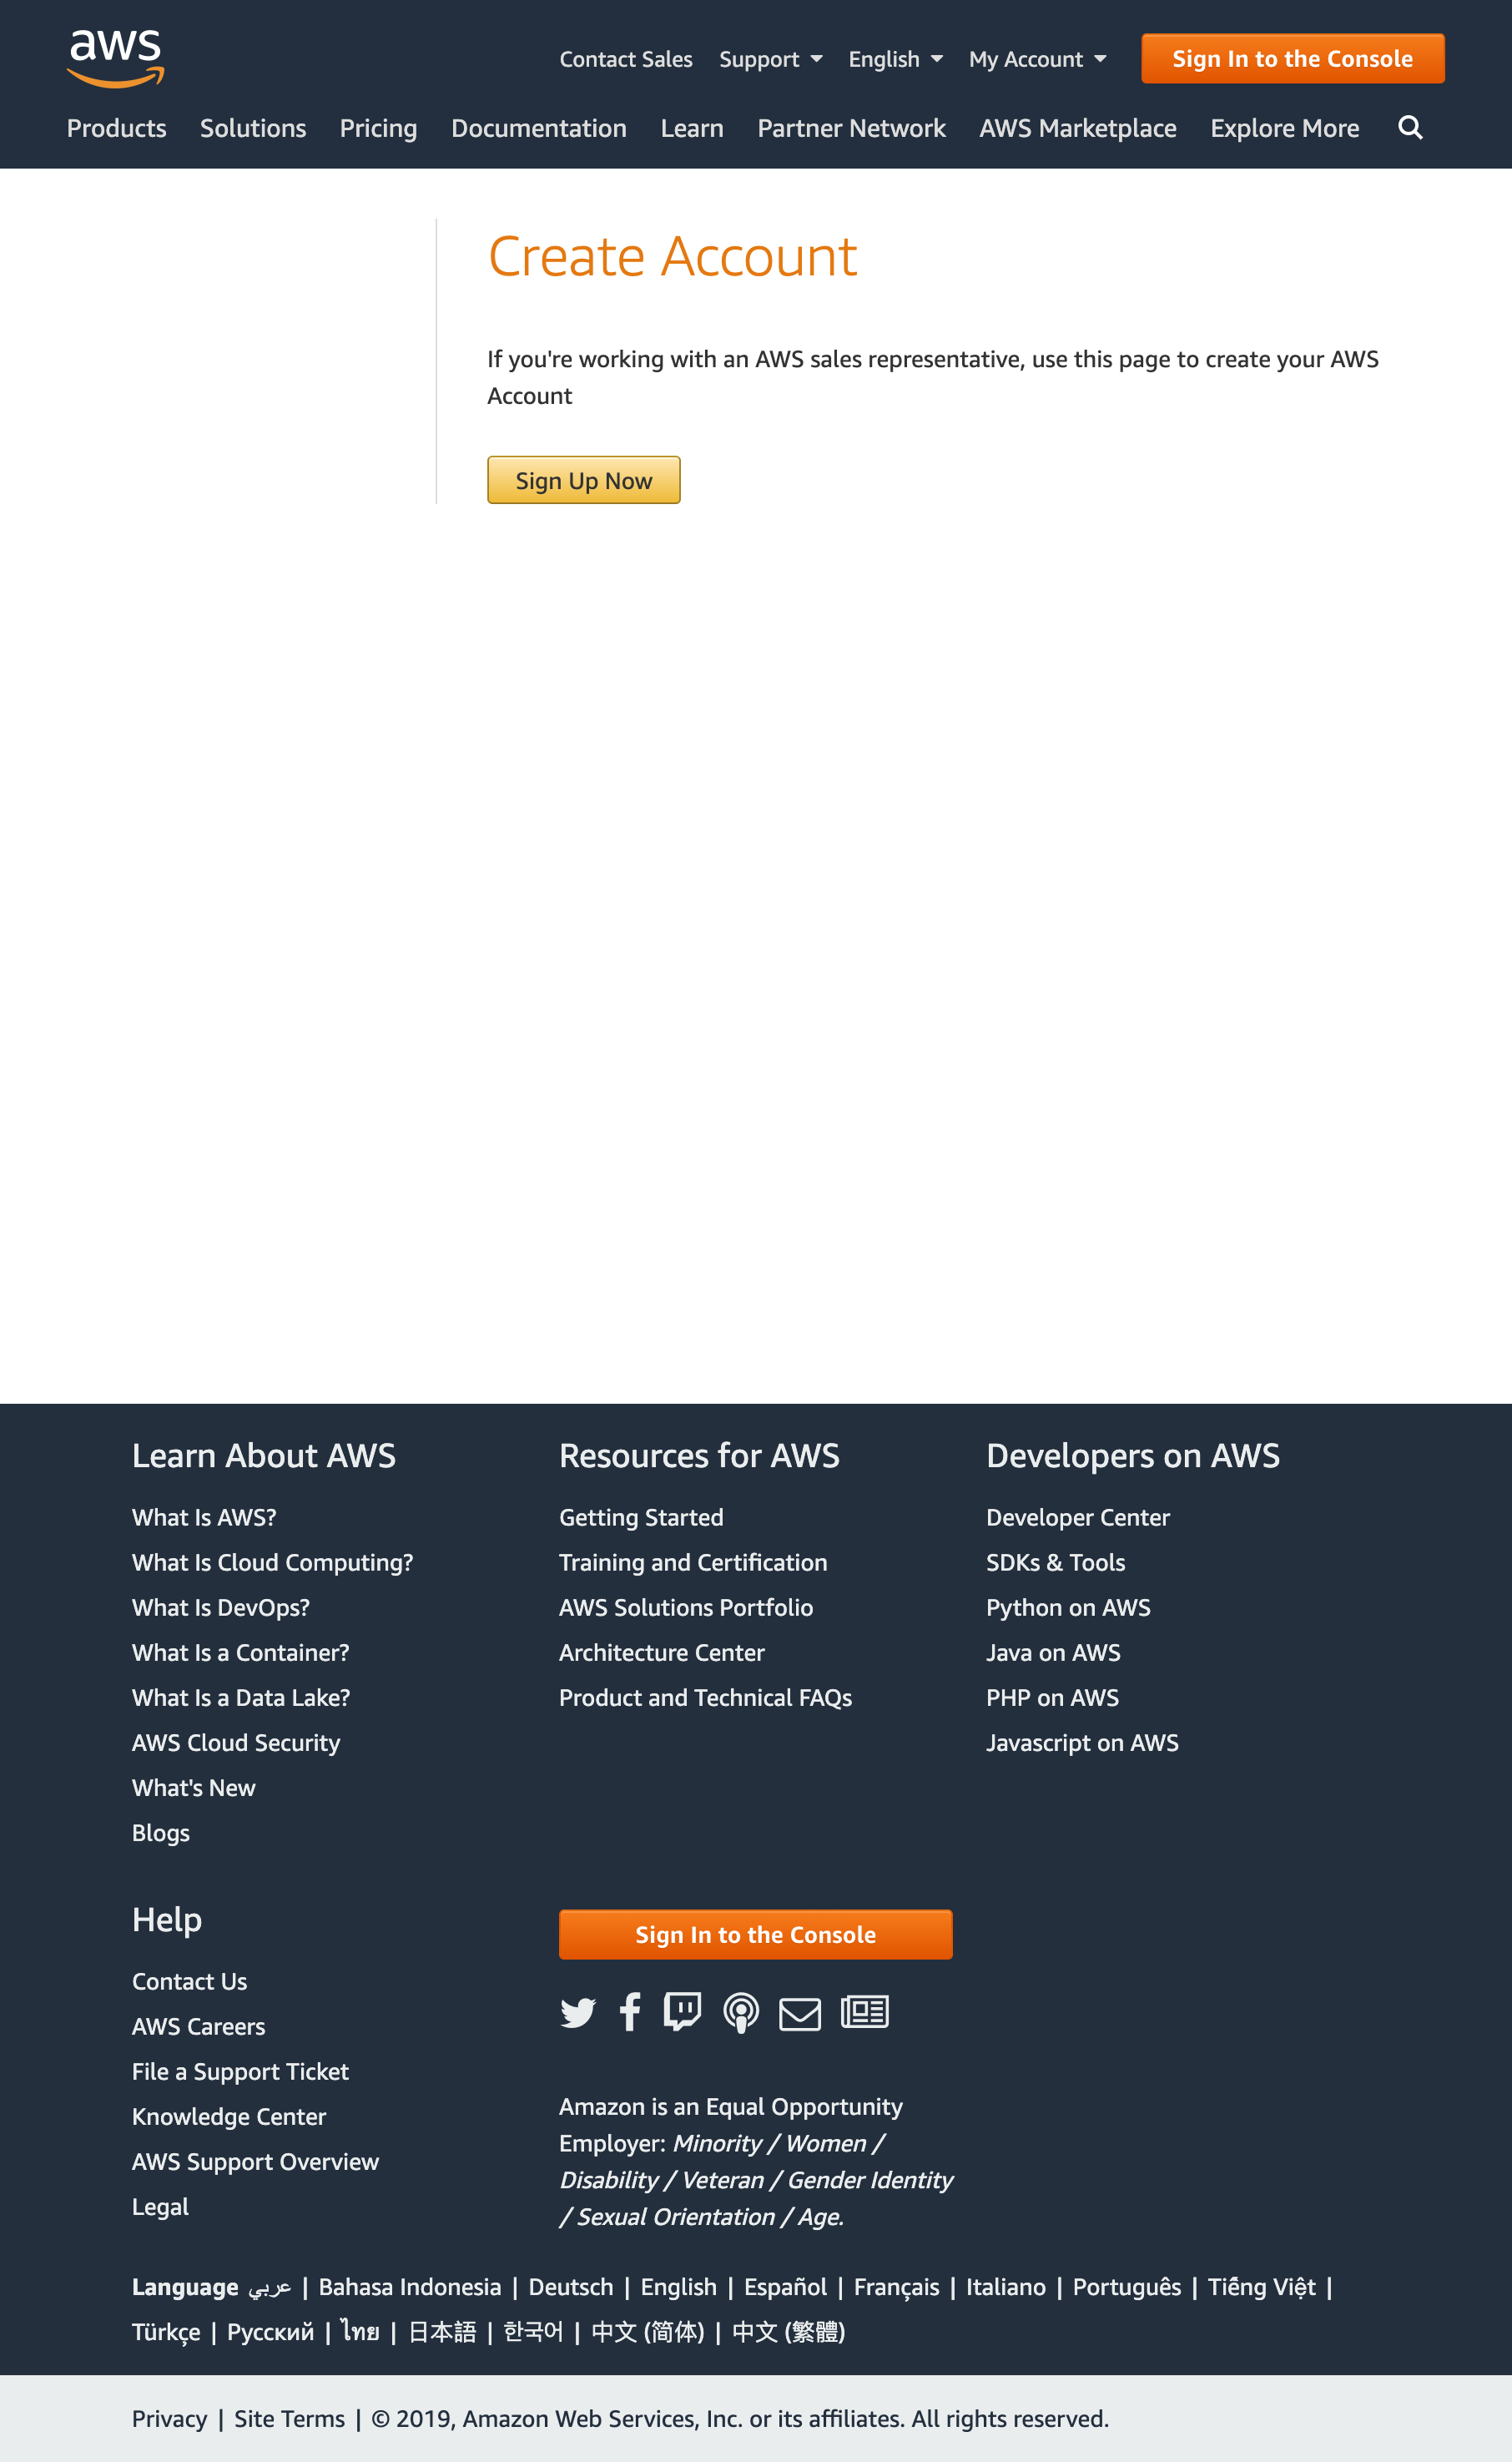 aws
Contact Sales Support English My Account Sign In to the Console
Products Solutions Pricing Documentation Learn Partner Network AWS Marketplace Explore More
Create Account
If you're working with an AWS sales representative, use this page to create your AWS
Account
Sign Up Now
Learn About AWS
What Is AWS?
What Is Cloud Computing?
What Is DevOps?
What Is a Container?
What Is a Data Lake?
AWS Cloud Security
What's New
Blogs
Resources for AWS
Getting Started
Training and Certification
AWS Solutions Portfolio
Architecture Center
Product and Technical FAQs
Developers on AWS
Developer Center
SDKs & Tools
Python on AWS
Java on AWS
PHP on AWS
Javascript on AWS
Help
Contact Us
AWS Careers
File a Support Ticket
Knowledge Center
AWS Support Overview
Legal
Sign In to the Console
Amazon is an Equal Opportunity
Employer: Minority / Women /
Disability / Veteran / Gender Identity
/ Sexual Orientation / Age.
Language عربي | Bahasa Indonesia | Deutsch | English | Español | Français | Italiano | Português | Tiếng Việt |
Türkçe | Ρусский | ไทย | 日本語 | 한국어 | 中文 (简体) | 中文 (繁體)
Privacy | Site Terms | © 2019, Amazon Web Services, Inc. or its affiliates. All rights reserved.